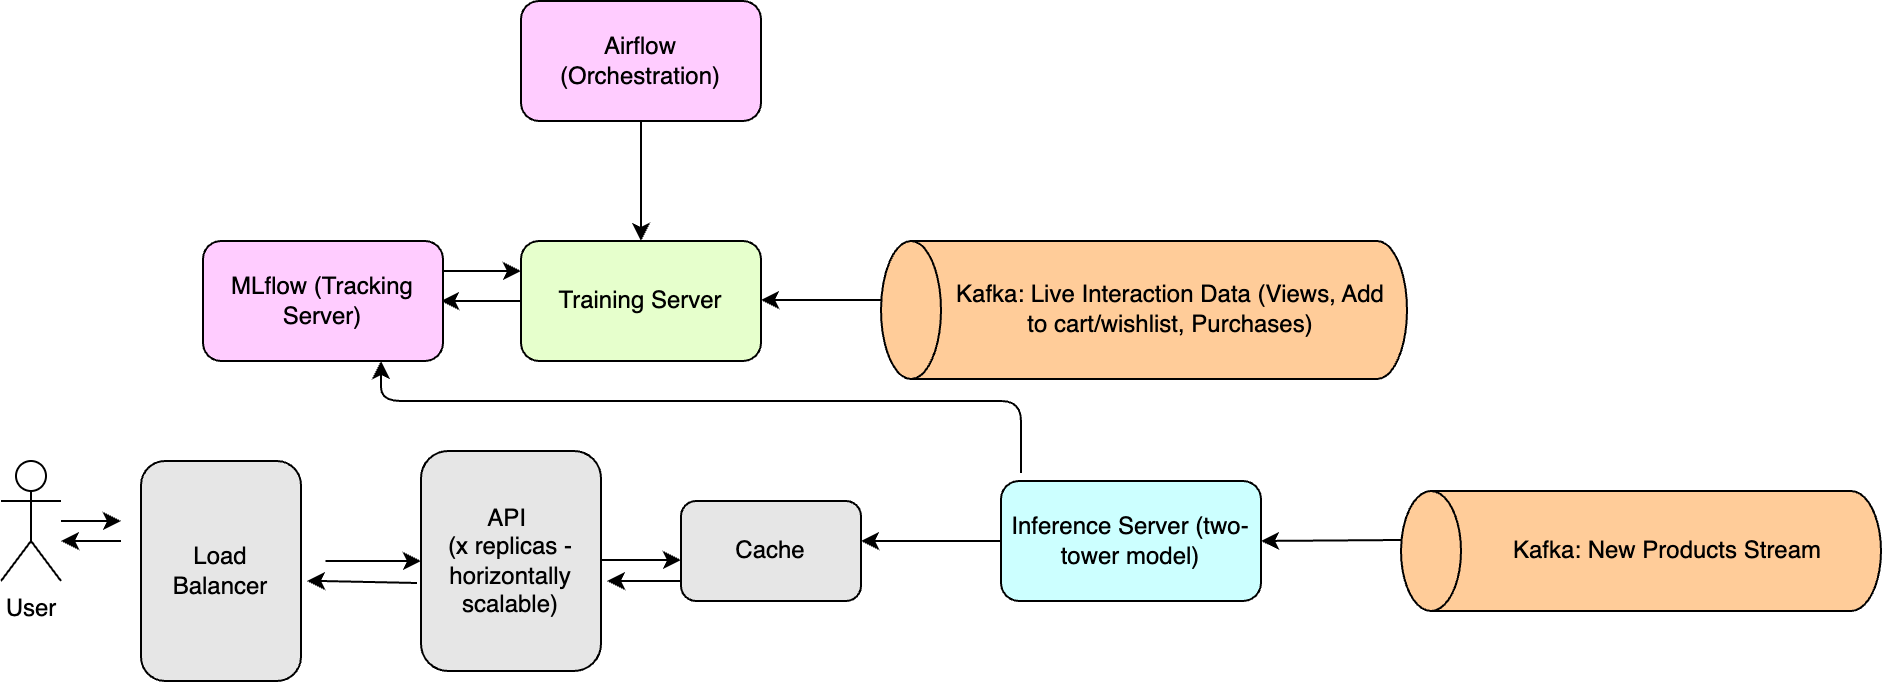 Airflow
(Orchestration)
MLflow (Tracking
Server)
Training Server
Kafka: Live Interaction Data (Views, Add
to cart/wishlist, Purchases)
User
Load
Balancer
API
(x replicas -
horizontally
scalable)
Cache
Inference Server (two-
tower model)
Kafka: New Products Stream